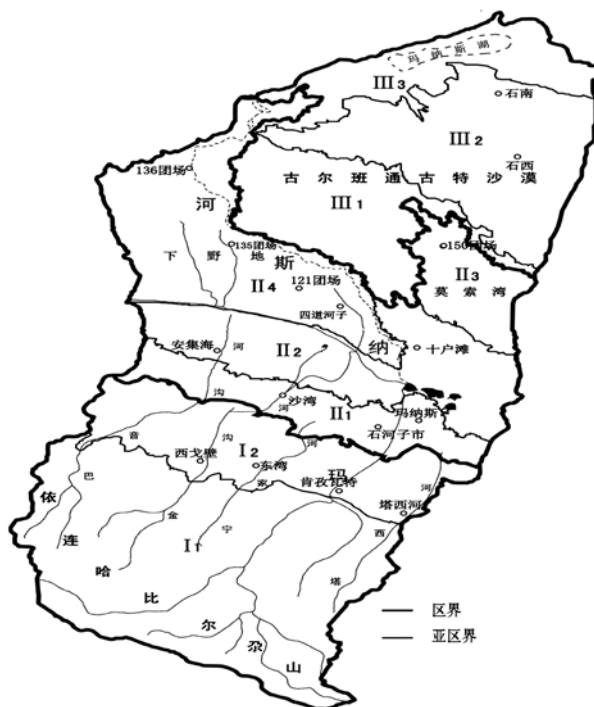 玛纳斯湖
III3
石南
III2
石西
136团场
古尔班通古特沙漠
III1
河
135团场
150团场
下野地
斯
II3
II4
121团场
莫索湾
四道河子
纳
十户滩
安集海
河
II2
沟
河
沙湾
II1
玛纳斯
石河子市
音
沟
河
I2
西戈壁
东湾
玛
巴
家
肯孜瓦特
河
依
塔西河
连
金
宁
西
I1
哈
塔
比
尔
尕
山
区界
亚区界